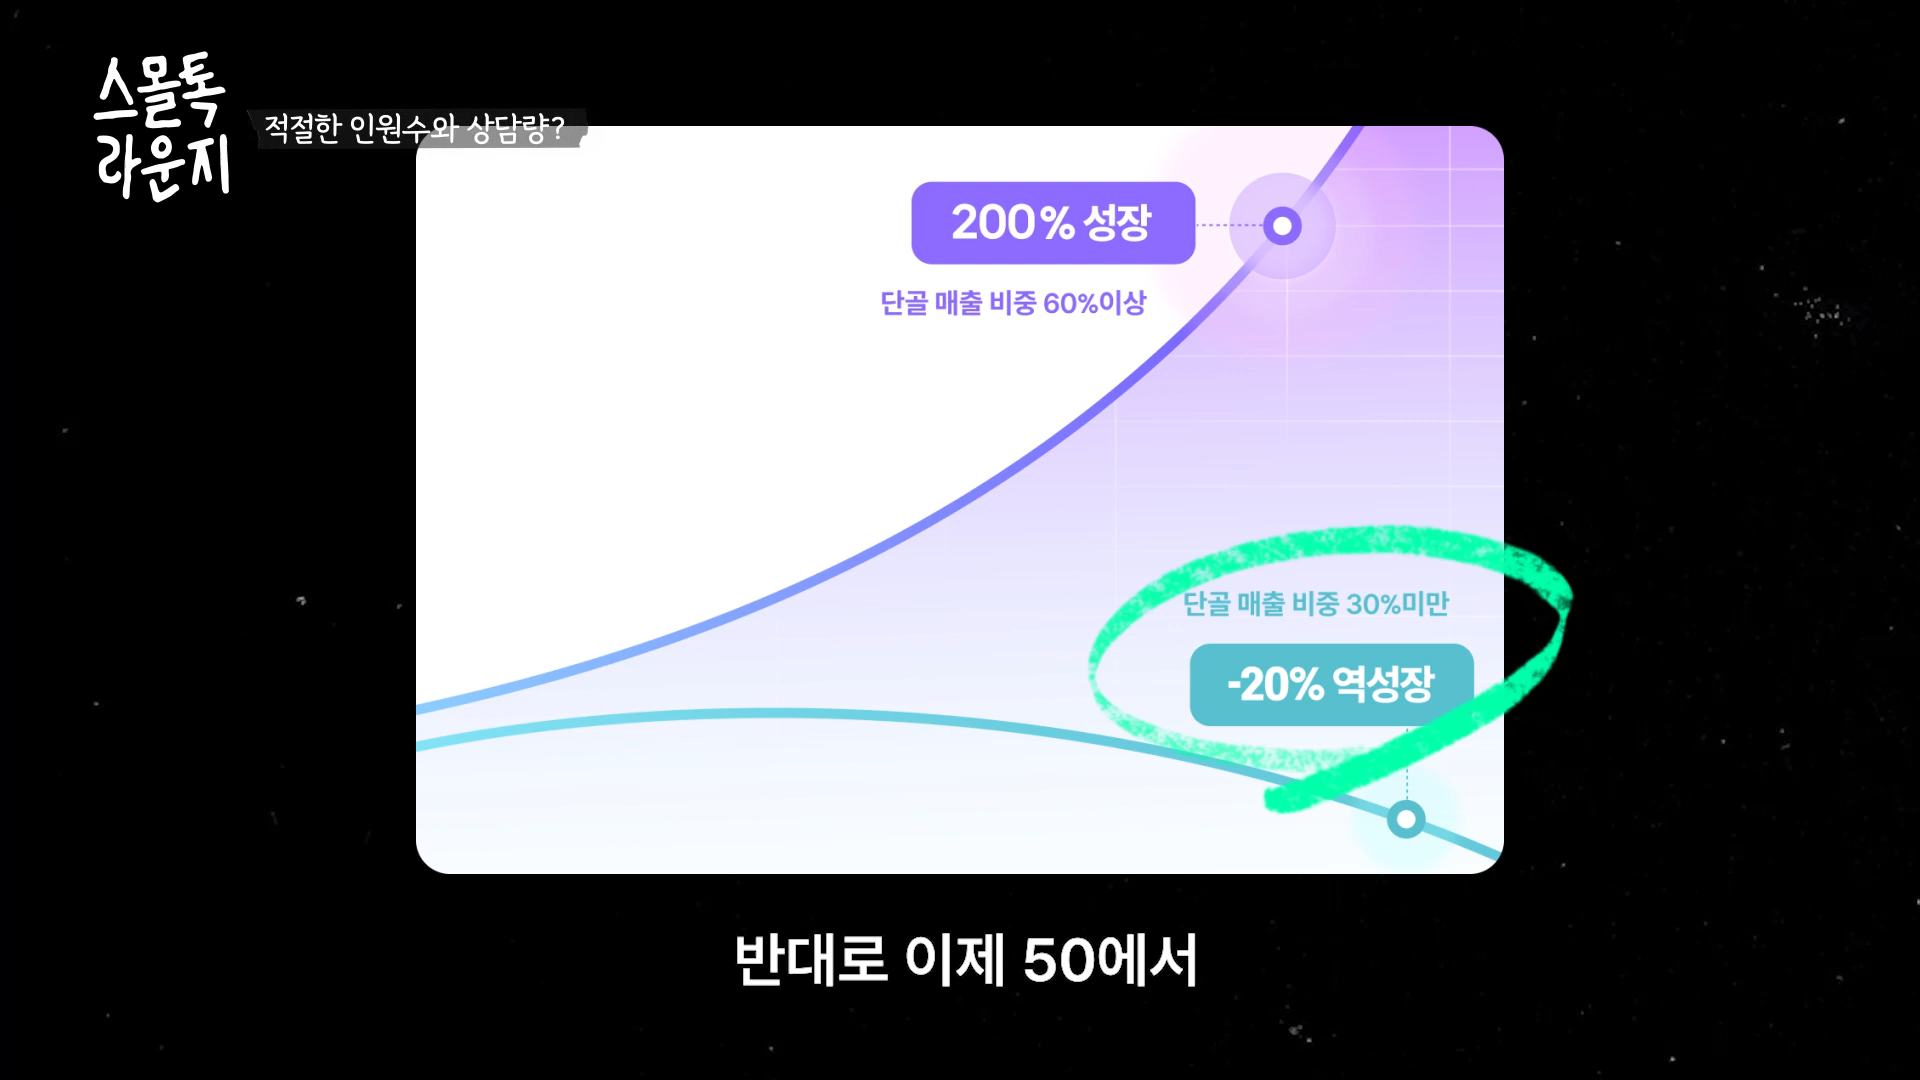 스몰톡
라운지
적절한 인원수와 상담량?
200% 성장
단골 매출 비중 60%이상
단골 매출 비중 30%미만
-20% 역성장
반대로 이제 50에서